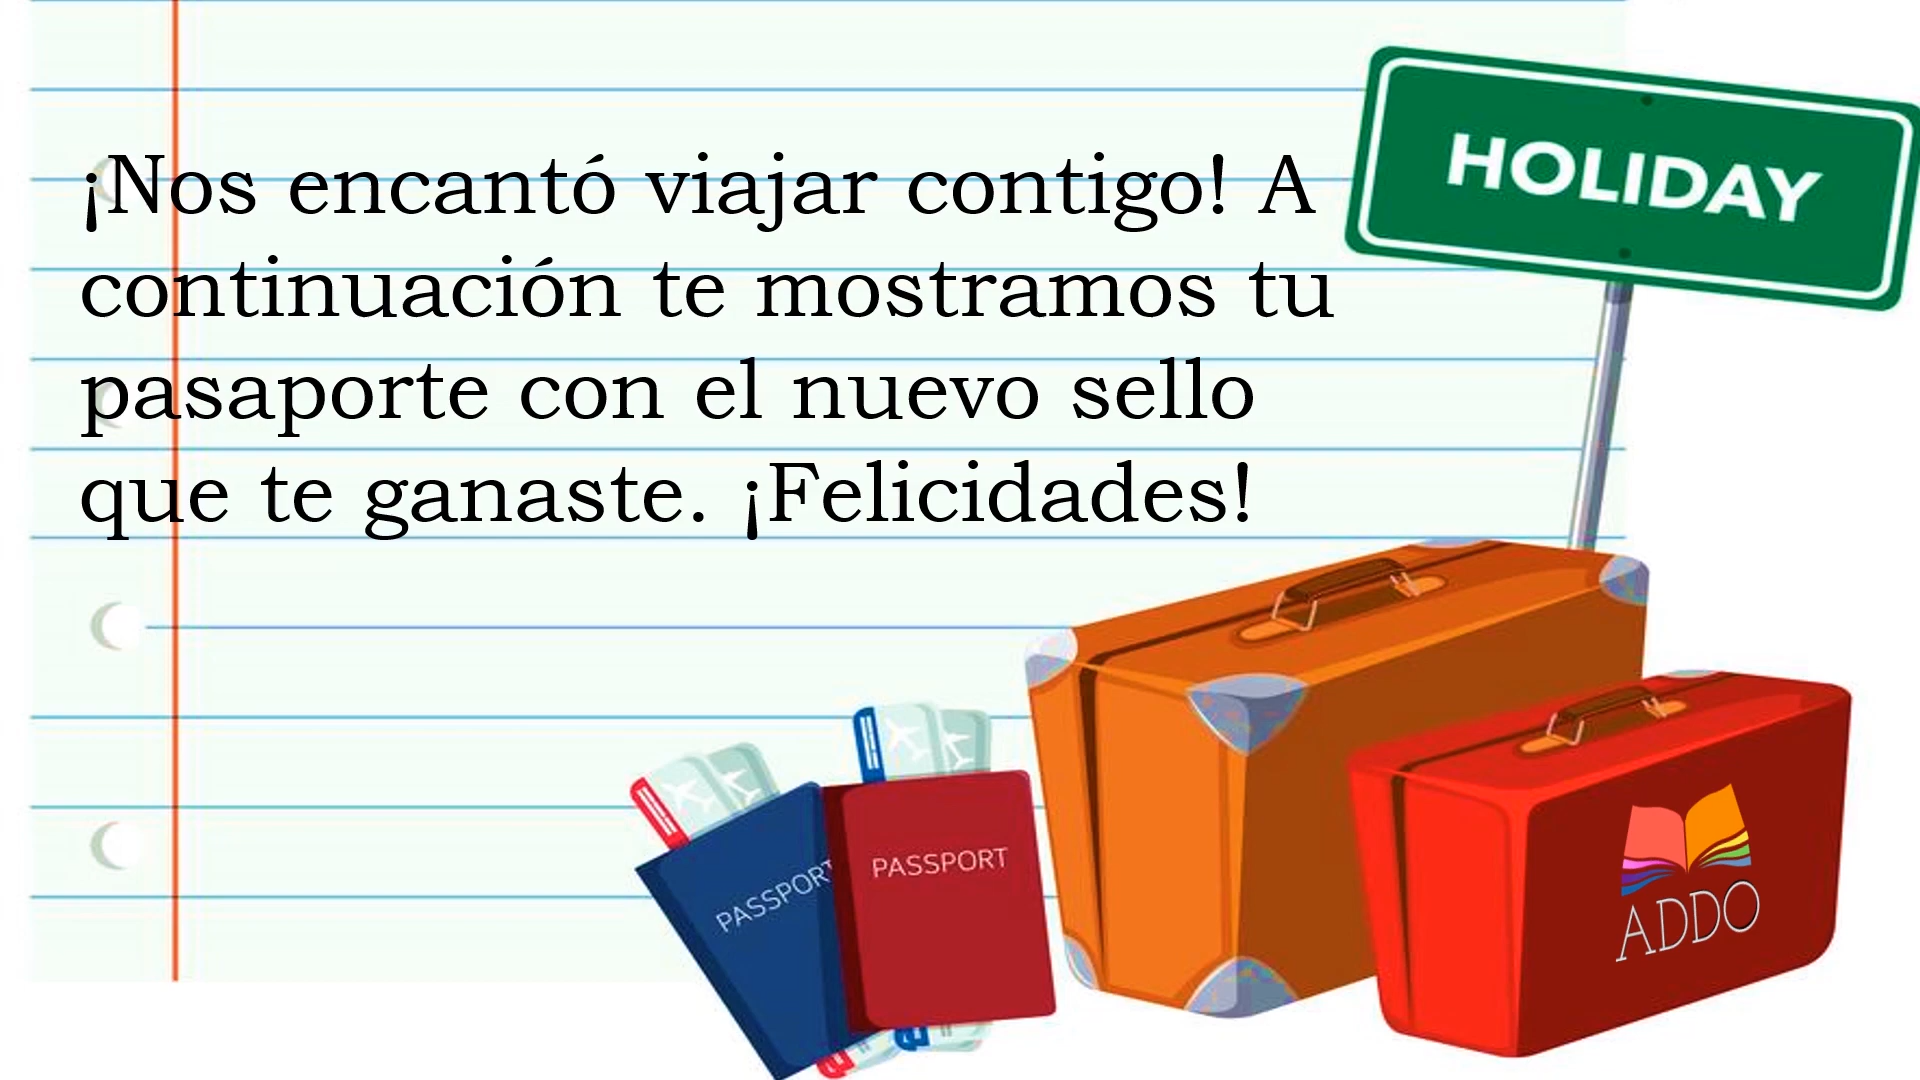 ¡Nos encantó viajar contigo! A
continuación te mostramos tu
pasaporte con el nuevo sello
que te ganaste. ¡Felicidades!
HOLIDAY
PASSPORT
PASSPORT
ADDO